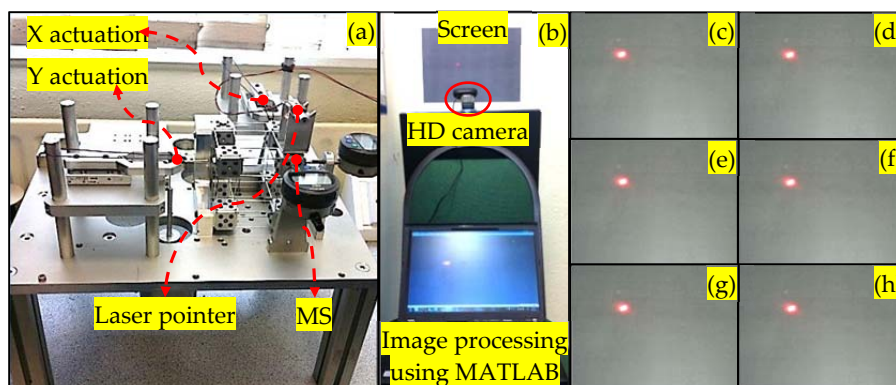 X actuation
(a)
Y actuation
Laser pointer
MS
Screen
(b)
HD camera
Image processing
using MATLAB
(c)
(d)
(e)
(f)
(g)
(h)